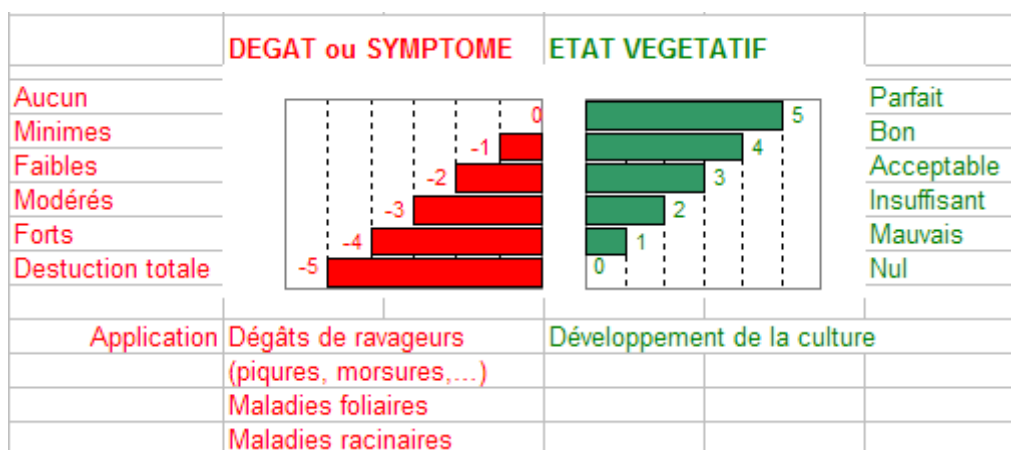 DEGAT ou SYMPTOME ETAT VEGETATIF
Aucun 0 5 Parfait
Minimes -1 4 Bon
Faibles -2 3 Acceptable
Modérés -3 2 Insuffisant
Forts -4 1 Mauvais
Destuction totale -5 0 Nul
Application Dégâts de ravageurs Développement de la culture
(piqures, morsures,...)
Maladies foliaires
Maladies racinaires